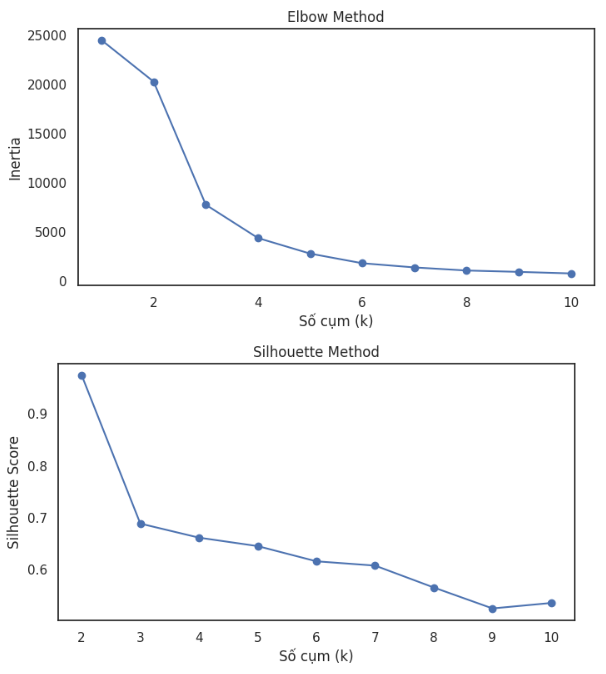 Elbow Method
25000
20000
15000
10000
5000
0
Inertia
2 4 6 8 10
Số cụm (k)
Silhouette Method
0.9
0.8
0.7
0.6
Silhouette Score
2 3 4 5 6 7 8 9 10
Số cụm (k)